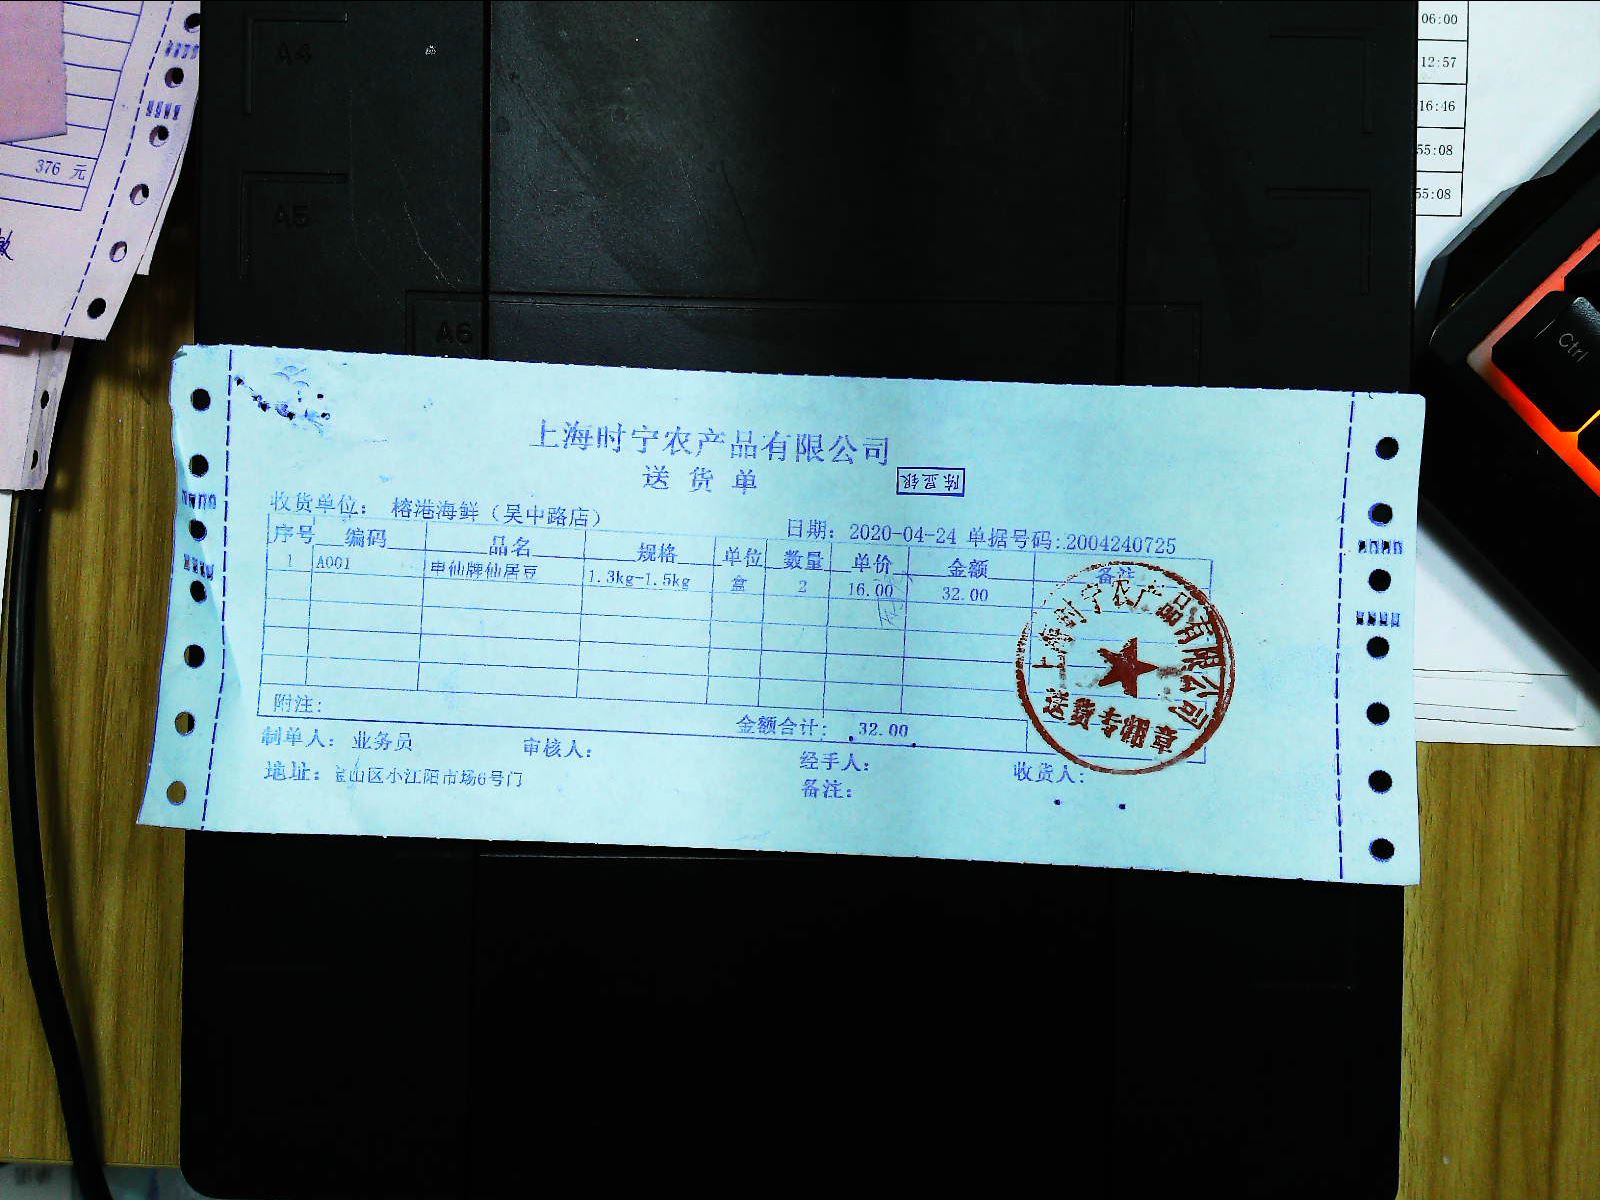 A4
06:00
12:57
16:46
55:08
55:08
376 元
A5
A6
Ctrl
上海时宁农产品有限公司
送货单
陈显银
收货单位： 榕港海鲜（吴中路店）
日期： 2020-04-24 单据号码:.2004240725
序号 编码 品名 规格 单位 数量 单价 金额 备注
1 A001 申仙牌仙居豆 1.3kg-1.5kg 盒 2 16.00 32.00
附注:
金额合计: 32.00
制单人： 业务员 审核人: 经手人: 收货人:
地址： 宝山区小江阳市场6号门
备注:
上海时宁农产品有限公司
送货专用章